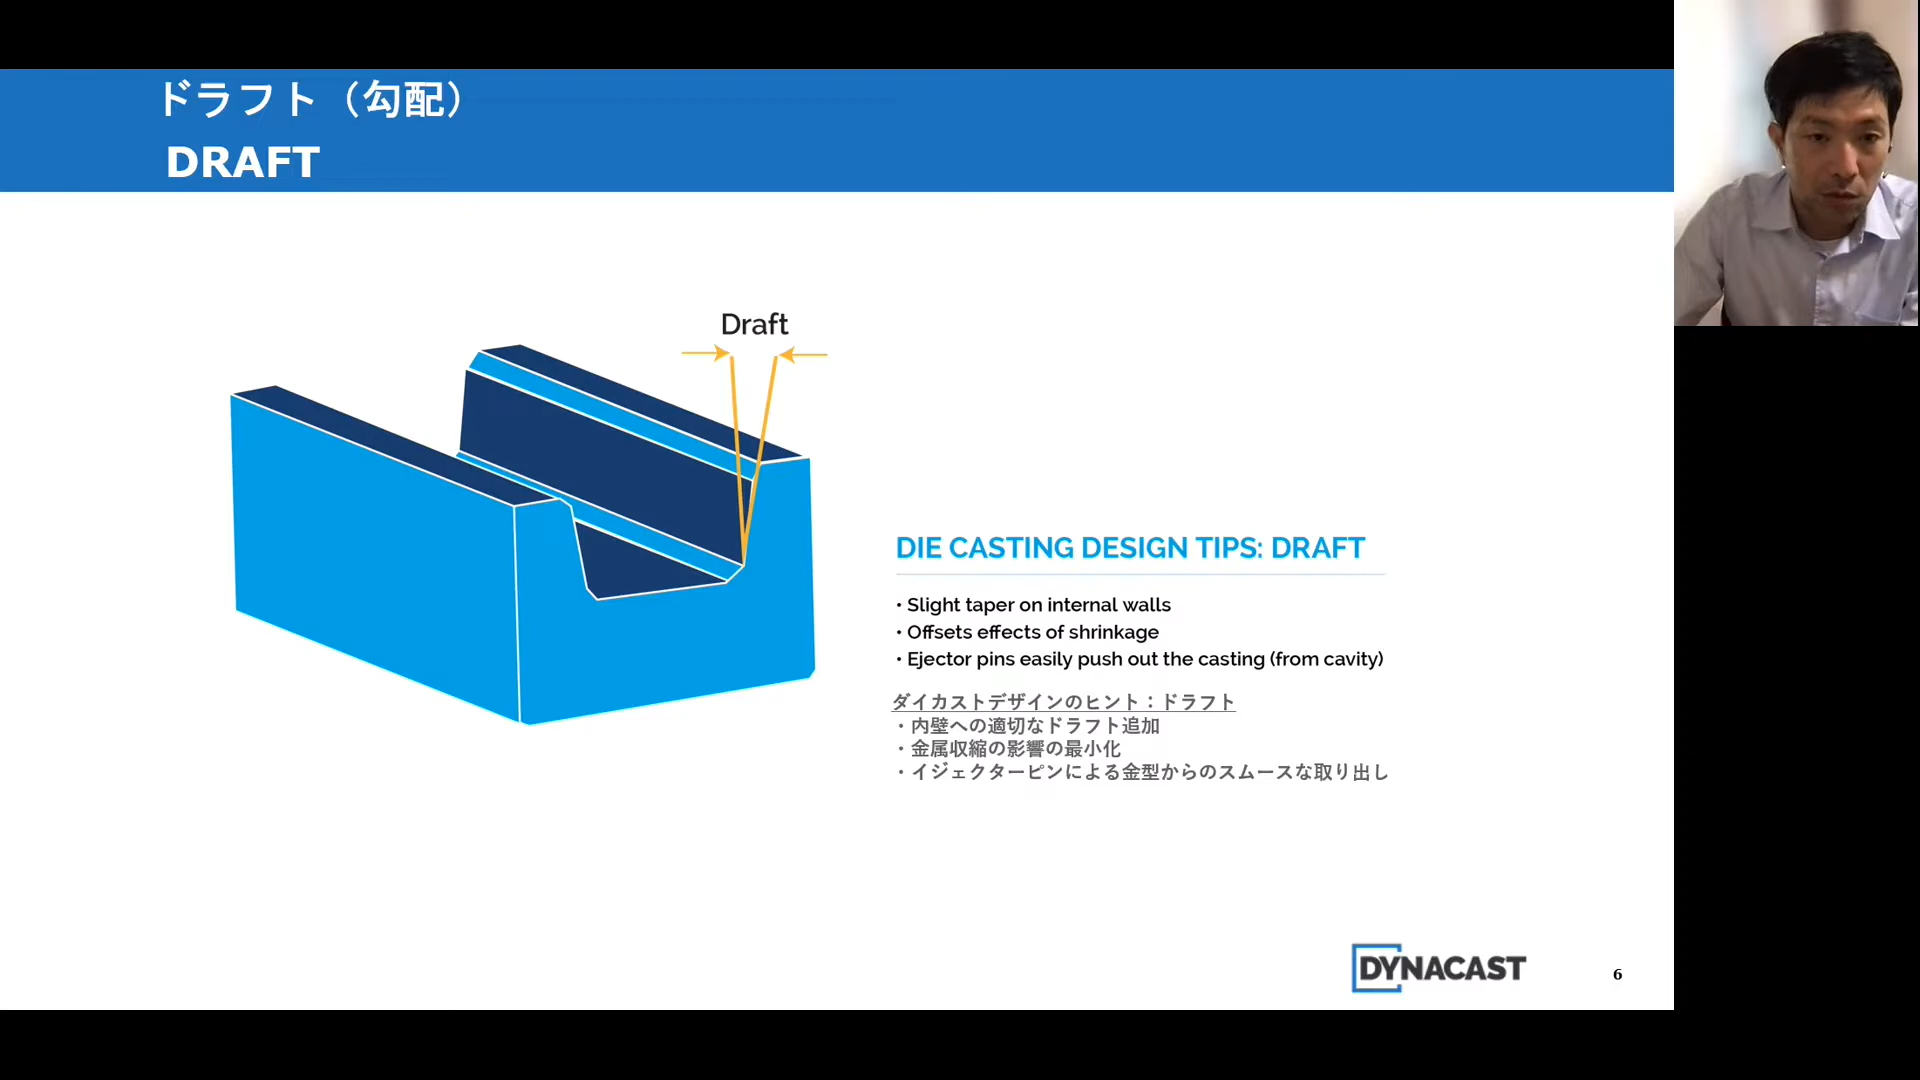 ドラフト（勾配）
DRAFT
Draft
DIE CASTING DESIGN TIPS: DRAFT
• Slight taper on internal walls
• Offsets effects of shrinkage
• Ejector pins easily push out the casting (from cavity)
ダイカストデザインのヒント：ドラフト
・内壁への適切なドラフト追加
・金属収縮の影響の最小化
・イジェクターピンによる金型からのスムースな取り出し
DYNACAST
6